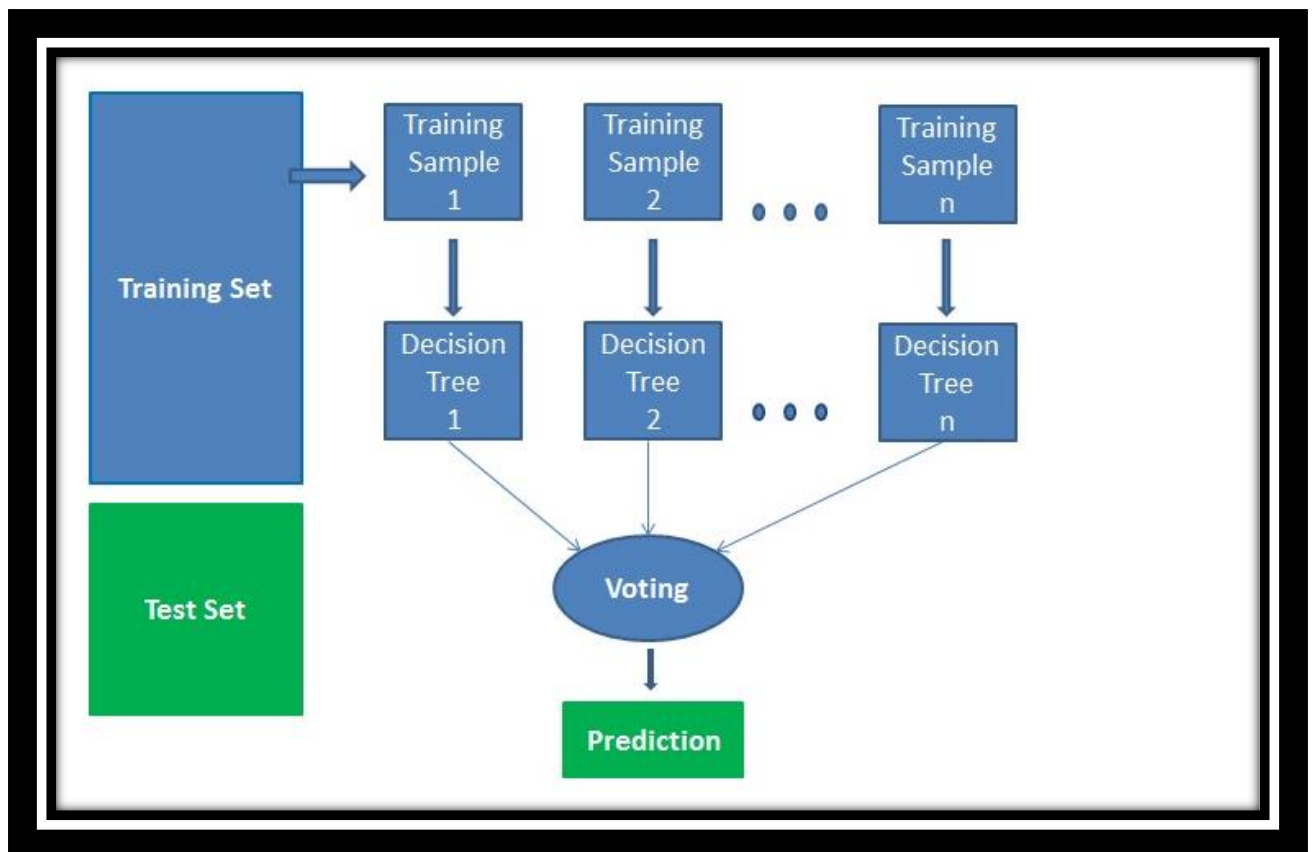 Training Set
Training
Sample
1
Training
Sample
2
Training
Sample
n
Decision
Tree
1
Decision
Tree
2
Decision
Tree
n
Voting
Test Set
Prediction